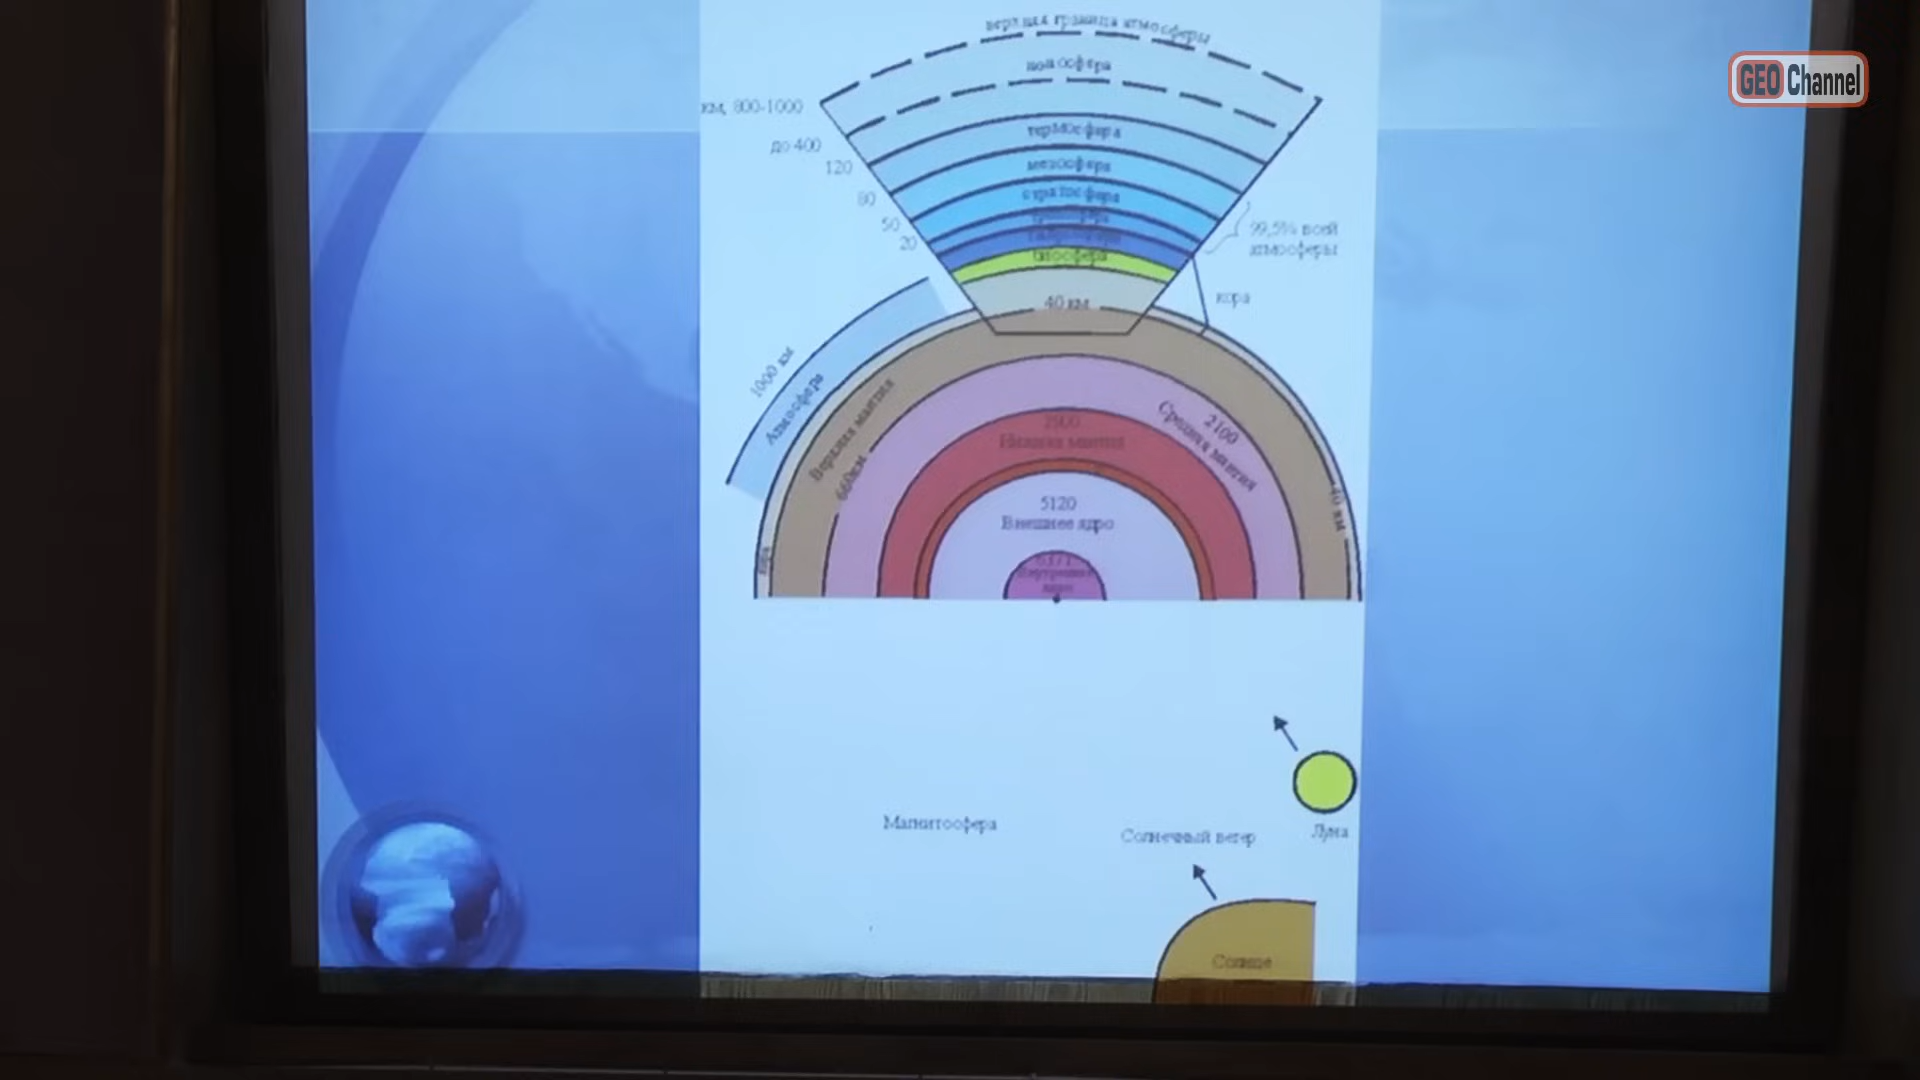 верхняя граница атмосферы
GEO Channel
ионосфера
км, 800-1000
термосфера
до 400
120
мезосфера
80
стратосфера
50
20
99,5% всей
атмосферы
биосфера
кора
40 км
1000 км
Атмосфера
Верхняя мантия
660км
2100
Средняя мантия
2900
Нижняя мантия
40 км
5120
Внешнее ядро
кора
Магнитосфера
Солнечный ветер
Луна
Солнце